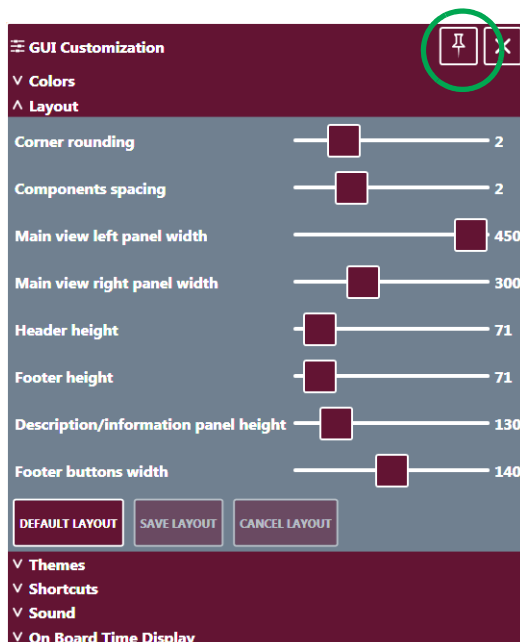 GUI Customization
Colors
Layout
Corner rounding 2
Components spacing 2
Main view left panel width 450
Main view right panel width 300
Header height 71
Footer height 71
Description/information panel height 130
Footer buttons width 140
DEFAULT LAYOUT SAVE LAYOUT CANCEL LAYOUT
Themes
Shortcuts
Sound
On Board Time Display